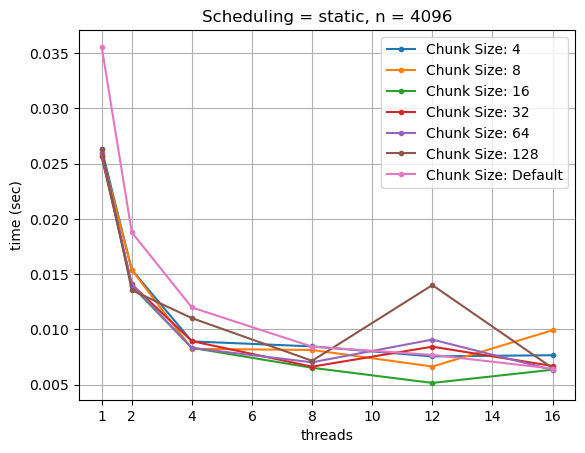 Scheduling = static, n = 4096
time (sec)
0.035
0.030
0.025
0.020
0.015
0.010
0.005
Chunk Size: 4
Chunk Size: 8
Chunk Size: 16
Chunk Size: 32
Chunk Size: 64
Chunk Size: 128
Chunk Size: Default
1 2 4 6 8 10 12 14 16
threads